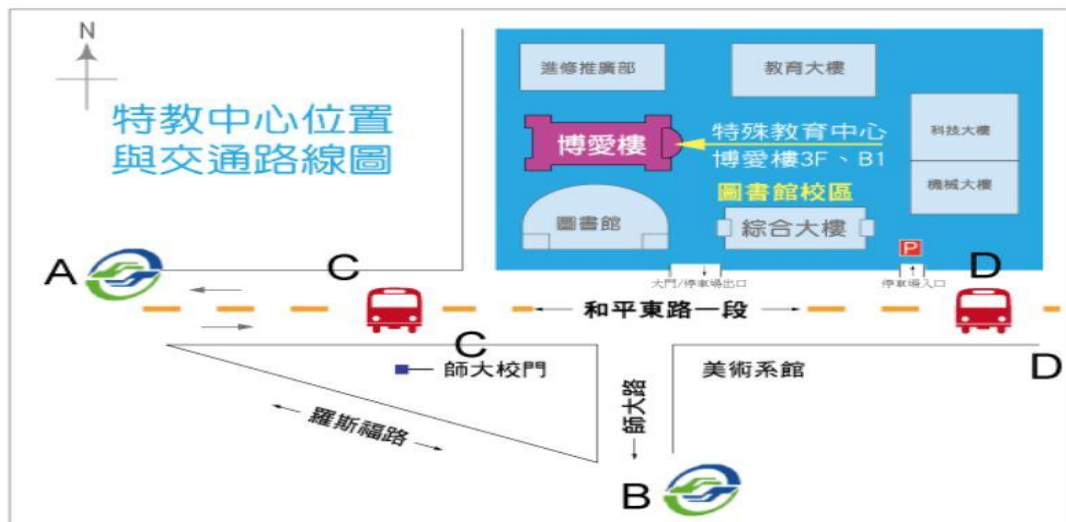 N
特教中心位置
與交通路線圖
進修推廣部
教育大樓
博愛樓
特殊教育中心
博愛樓3F、B1
科技大樓
機械大樓
圖書館校區
圖書館
綜合大樓
P
A
C
D
大門/停車場出口
停車場入口
和平東路一段
C
D
師大校門
美術系館
羅斯福路
師大路
B